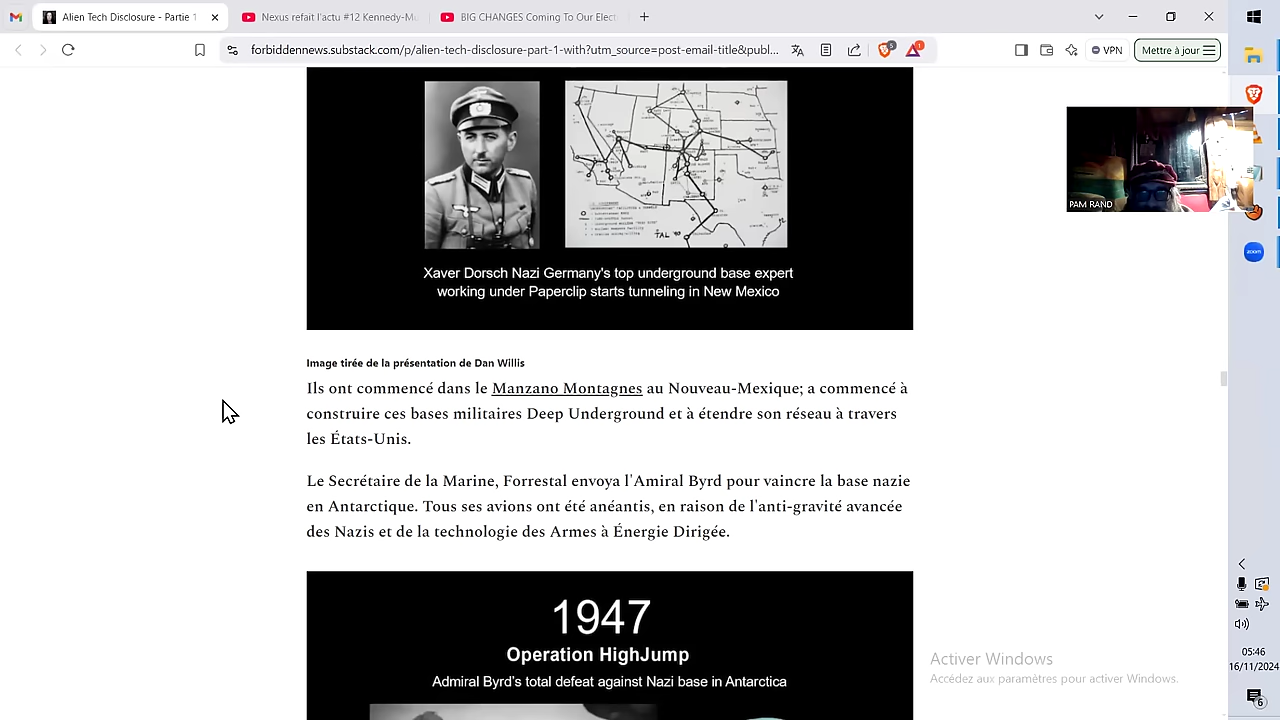 Alien Tech Disclosure - Partie 1
Nexus refait l'actu #12 Kennedy-Mu
BIG CHANGES Coming To Our Elect
forbiddennews.substack.com/p/alien-tech-disclosure-part-1-with?utm_source=post-email-title&publ...
VPN
Mettre à jour
PAM RAND
TAL '80
Xaver Dorsch Nazi Germany's top underground base expert
working under Paperclip starts tunneling in New Mexico
Image tirée de la présentation de Dan Willis
Ils ont commencé dans le Manzano Montagnes au Nouveau-Mexique; a commencé à
construire ces bases militaires Deep Underground et à étendre son réseau à travers
les États-Unis.
Le Secrétaire de la Marine, Forrestal envoya l'Amiral Byrd pour vaincre la base nazie
en Antarctique. Tous ses avions ont été anéantis, en raison de l'anti-gravité avancée
des Nazis et de la technologie des Armes à Énergie Dirigée.
1947
Operation HighJump
Admiral Byrd's total defeat against Nazi base in Antarctica
Activer Windows
Accédez aux paramètres pour activer Windows.
zoom
05:46
16/11/2024
6